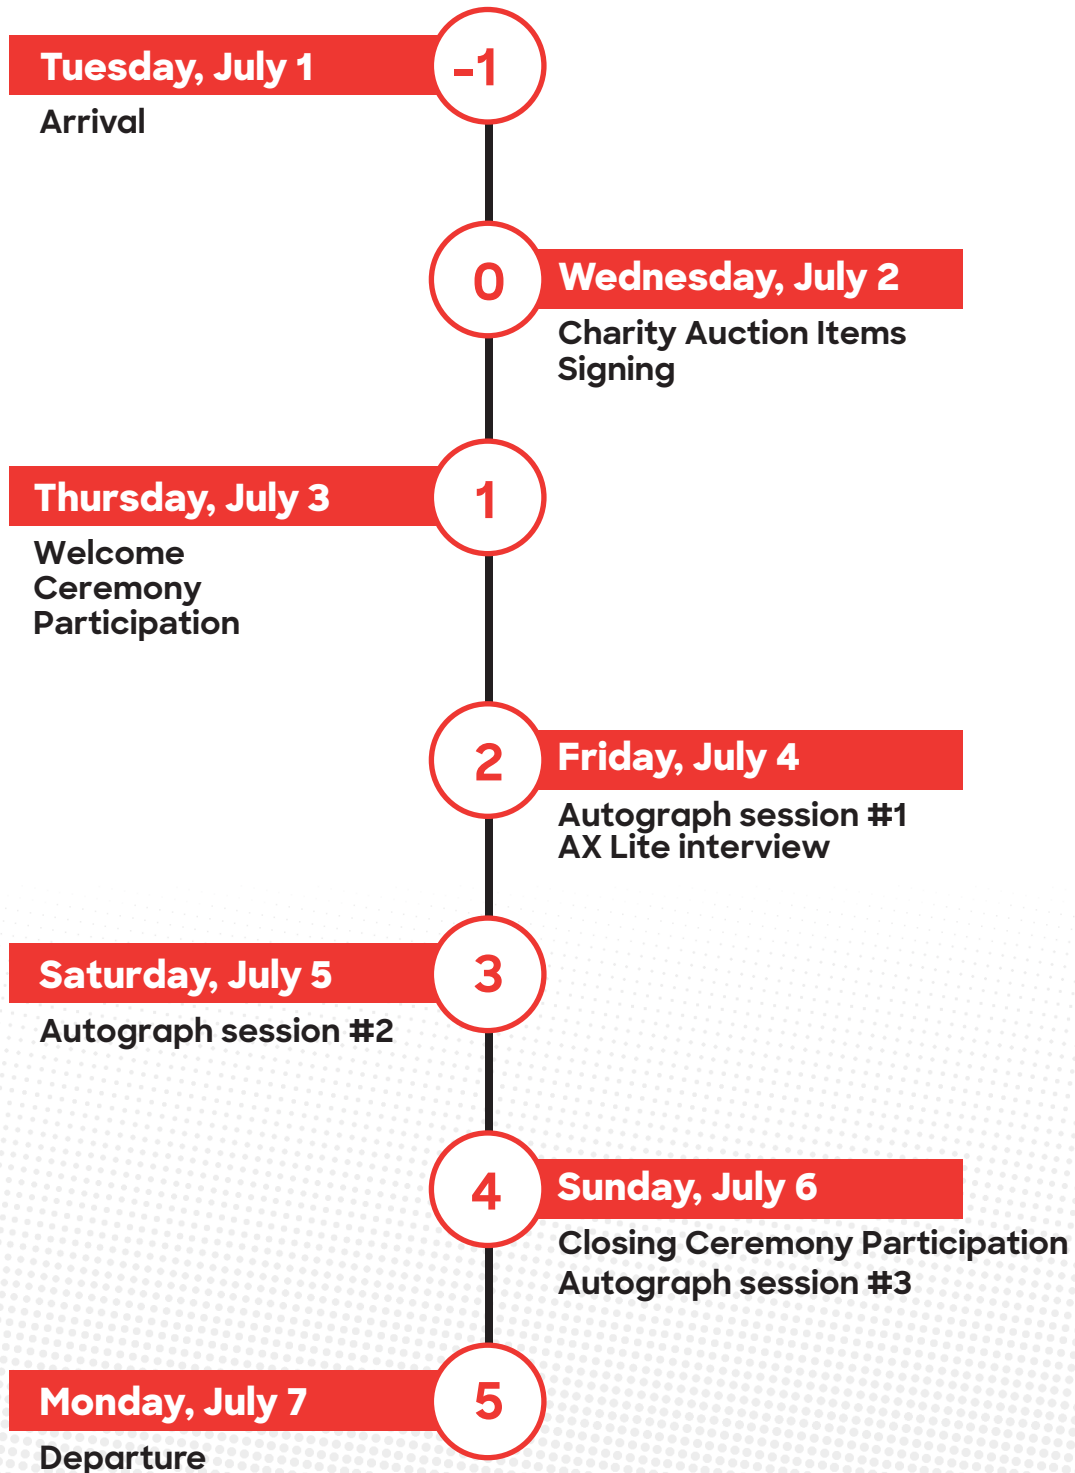 -1
Tuesday, July 1
Arrival
0
Wednesday, July 2
Charity Auction Items
Signing
1
Thursday, July 3
Welcome
Ceremony
Participation
2
Friday, July 4
Autograph session #1
AX Lite interview
3
Saturday, July 5
Autograph session #2
4
Sunday, July 6
Closing Ceremony Participation
Autograph session #3
5
Monday, July 7
Departure